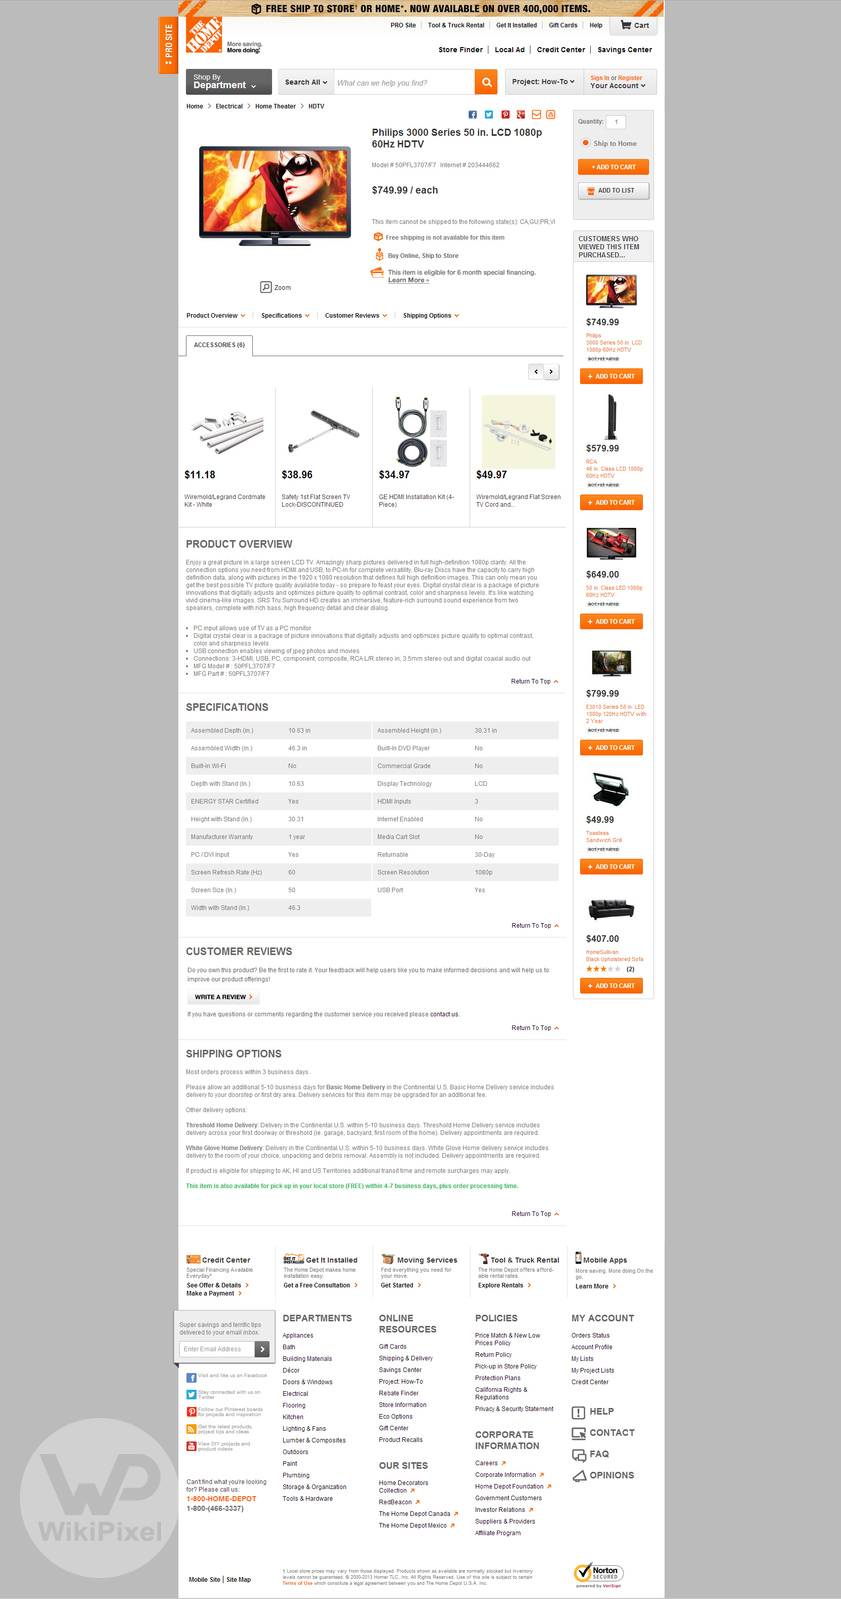 FREE SHIP TO STORE† OR HOME*. NOW AVAILABLE ON OVER 400,000 ITEMS.
PRO SITE
THE HOME DEPOT
More saving.
More doing.
PRO Site
Tool & Truck Rental
Get It Installed
Gift Cards
Help
Cart
Store Finder
Local Ad
Credit Center
Savings Center
Shop By
Department
Search All
What can we help you find?
Project: How-To
Sign In or Register
Your Account
Home > Electrical > Home Theater > HDTV
Philips 3000 Series 50 in. LCD 1080p
60Hz HDTV
Model # 50PFL3707/F7 Internet # 203444662
$749.99 / each
This item cannot be shipped to the following state(s): CA,GU,PR,VI
Free shipping is not available for this item
Buy Online, Ship to Store
This item is eligible for 6 month special financing.
Learn More »
Zoom
Quantity: 1
Ship to Home
+ ADD TO CART
ADD TO LIST
Product Overview
Specifications
Customer Reviews
Shipping Options
ACCESSORIES (6)
$11.18
Wiremold/Legrand Cordmate
Kit - White
$38.96
Safety 1st Flat Screen TV
Lock-DISCONTINUED
$34.97
GE HDMI Installation Kit (4-
Piece)
$49.97
Wiremold/Legrand Flat Screen
TV Cord and...
CUSTOMERS WHO
VIEWED THIS ITEM
PURCHASED...
$749.99
Philips
3000 Series 50 in. LCD
1080p 60Hz HDTV
NOT YET RATED
+ ADD TO CART
$579.99
RCA
46 in. Class LCD 1080p
60Hz HDTV
NOT YET RATED
+ ADD TO CART
$649.00
50 in. Class LED 1080p
60Hz HDTV
NOT YET RATED
+ ADD TO CART
$799.99
E3010 Series 50 in. LED
1080p 120Hz HDTV with
2 Year
NOT YET RATED
+ ADD TO CART
$49.99
Toastess
Sandwich Grill
NOT YET RATED
+ ADD TO CART
$407.00
HomeSullivan
Black Upholstered Sofa
(2)
+ ADD TO CART
PRODUCT OVERVIEW
Enjoy a great picture in a large screen LCD TV. Amazingly sharp pictures delivered in full high-definition 1080p clarity. All the
connection options you need from HDMI and USB, to PC-In for complete versatility. Blu-ray Discs have the capacity to carry high
definition data, along with pictures in the 1920 x 1080 resolution that defines full high definition images. This can only mean you
get the best possible TV picture quality available today - so prepare to feast your eyes. Digital crystal clear is a package of picture
innovations that digitally adjusts and optimizes picture quality to optimal contrast, color and sharpness levels. It's like watching
vivid cinema-like images. SRS Tru Surround HD creates an immersive, feature-rich surround sound experience from two
speakers, complete with rich bass, high frequency detail and clear dialog.
• PC input allows use of TV as a PC monitor
• Digital crystal clear is a package of picture innovations that digitally adjusts and optimizes picture quality to optimal contrast,
color and sharpness levels
• USB connection enables viewing of jpeg photos and movies
• Connections: 3-HDMI, USB, PC, component, composite, RCA L/R stereo in, 3.5mm stereo out and digital coaxial audio out
• MFG Model # : 50PFL3707/F7
• MFG Part # : 50PFL3707/F7
Return To Top
SPECIFICATIONS
Assembled Depth (in.) 10.63 in Assembled Height (in.) 30.31 in
Assembled Width (in.) 46.3 in Built-in DVD Player No
Built-in Wi-Fi No Commercial Grade No
Depth with Stand (In.) 10.63 Display Technology LCD
ENERGY STAR Certified Yes HDMI Inputs 3
Height with Stand (In.) 30.31 Internet Enabled No
Manufacturer Warranty 1 year Media Cart Slot No
PC / DVI Input Yes Returnable 30-Day
Screen Refresh Rate (Hz) 60 Screen Resolution 1080p
Screen Size (In.) 50 USB Port Yes
Width with Stand (In.) 46.3
Return To Top
CUSTOMER REVIEWS
Do you own this product? Be the first to rate it. Your feedback will help users like you to make informed decisions and will help us to
improve our product offerings!
WRITE A REVIEW
If you have questions or comments regarding the customer service you received please contact us.
Return To Top
SHIPPING OPTIONS
Most orders process within 3 business days.
Please allow an additional 5-10 business days for Basic Home Delivery in the Continental U.S. Basic Home Delivery service includes
delivery to your doorstep or first dry area. Delivery services for this item may be upgraded for an additional fee.
Other delivery options:
Threshold Home Delivery: Delivery in the Continental U.S. within 5-10 business days. Threshold Home Delivery service includes
delivery across your first doorway or threshold (ie. garage, backyard, first room of the home). Delivery appointments are required.
White Glove Home Delivery: Delivery in the Continental U.S. within 5-10 business days. White Glove Home delivery service includes
delivery to the room of your choice, unpacking and debris removal. Assembly is not included. Delivery appointments are required.
If product is eligible for shipping to AK, HI and US Territories additional transit time and remote surcharges may apply.
This item is also available for pick up in your local store (FREE) within 4-7 business days, plus order processing time.
Return To Top
Credit Center
Special Financing Available
Everyday*
See Offer & Details
Make a Payment
GET IT INSTALLED
Get It Installed
The Home Depot makes home
installation easy.
Get a Free Consultation
Moving Services
Find everything you need for
your move.
Get Started
Tool & Truck Rental
The Home Depot offers afford-
able rental rates.
Explore Rentals
Mobile Apps
More saving. More doing On the
go.
Learn More
Super savings and terrific tips
delivered to your email inbox.
Enter Email Address
Visit and like us on Facebook
Stay connected with us on
Twitter
Follow our Pinterest boards
for projects and inspiration
Get the latest products,
project tips and ideas
View DIY projects and
product videos
Can't find what you're looking
for? Please call us:
1-800-HOME-DEPOT
1-800-(466-3337)
DEPARTMENTS
Appliances
Bath
Building Materials
Décor
Doors & Windows
Electrical
Flooring
Kitchen
Lighting & Fans
Lumber & Composites
Outdoors
Paint
Plumbing
Storage & Organization
Tools & Hardware
ONLINE
RESOURCES
Gift Cards
Shipping & Delivery
Savings Center
Project: How-To
Rebate Finder
Store Information
Eco Options
Gift Center
Product Recalls
OUR SITES
Home Decorators
Collection
RedBeacon
The Home Depot Canada
The Home Depot Mexico
POLICIES
Price Match & New Low
Prices Policy
Return Policy
Pick-up in Store Policy
Protection Plans
California Rights &
Regulations
Privacy & Security Statement
CORPORATE
INFORMATION
Careers
Corporate Information
Home Depot Foundation
Government Customers
Investor Relations
Suppliers & Providers
Affiliate Program
MY ACCOUNT
Orders Status
Account Profile
My Lists
My Project Lists
Credit Center
HELP
CONTACT
FAQ
OPINIONS
WikiPixel
Mobile Site | Site Map
† Local store prices may vary from those displayed. Products shown as available are normally stocked but inventory
levels cannot be guaranteed. © 2000-2013 Homer TLC, Inc. All Rights Reserved. Use of this site is subject to certain
Terms of Use which constitute a legal agreement between you and The Home Depot U.S.A. Inc.
Norton
SECURED
powered by VeriSign